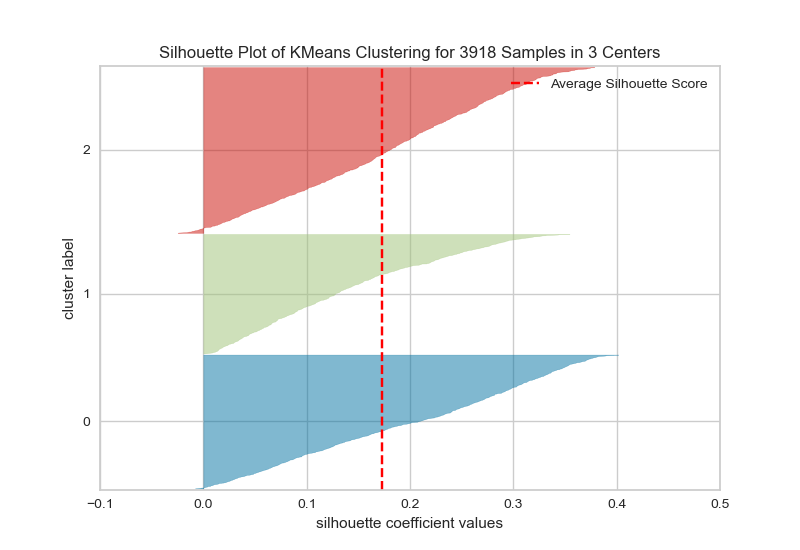 Silhouette Plot of KMeans Clustering for 3918 Samples in 3 Centers
Average Silhouette Score
2
1
0
cluster label
−0.1 0.0 0.1 0.2 0.3 0.4 0.5
silhouette coefficient values